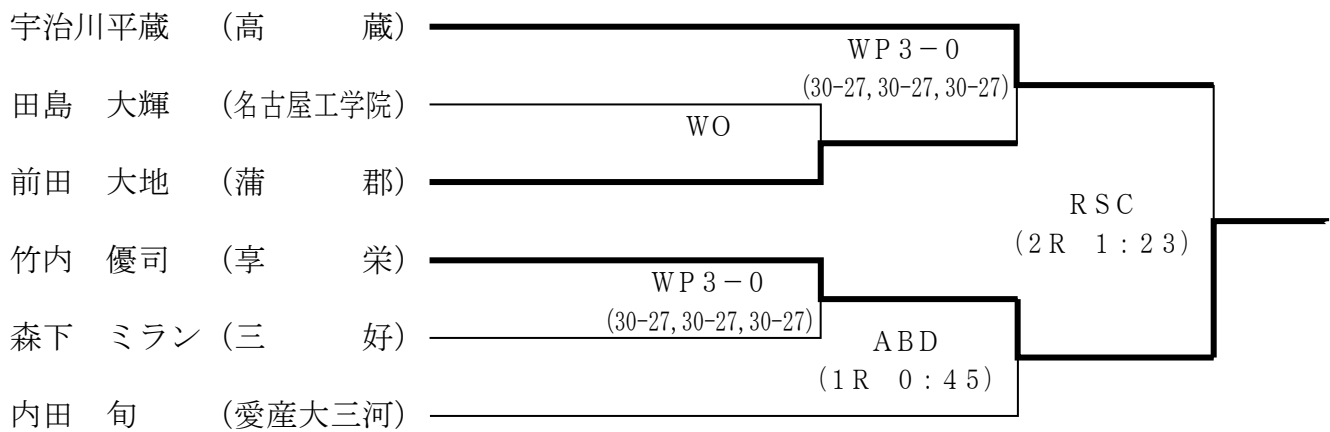 宇治川平蔵 (高 蔵)
WP3-0
(30-27,30-27,30-27)
田島 大輝 (名古屋工学院)
WO
前田 大地 (蒲 郡)
RSC
(2R 1:23)
竹内 優司 (享 栄)
WP3-0
(30-27,30-27,30-27)
森下 ミラン (三 好)
ABD
(1R 0:45)
内田 旬 (愛産大三河)